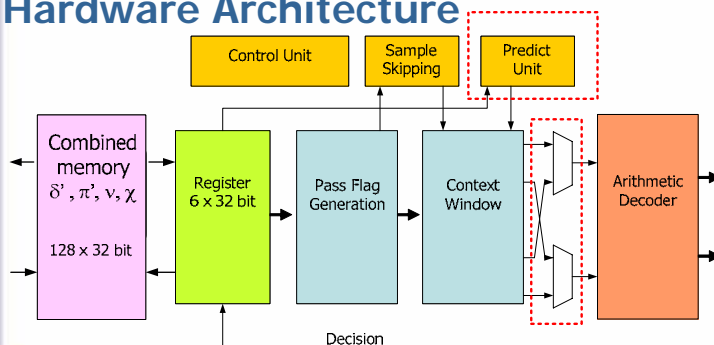 Hardware Architecture
Control Unit
Sample
Skipping
Predict
Unit
Combined
memory
δ’ , π’, ν, χ
128 x 32 bit
Register
6 x 32 bit
Pass Flag
Generation
Context
Window
Arithmetic
Decoder
Decision